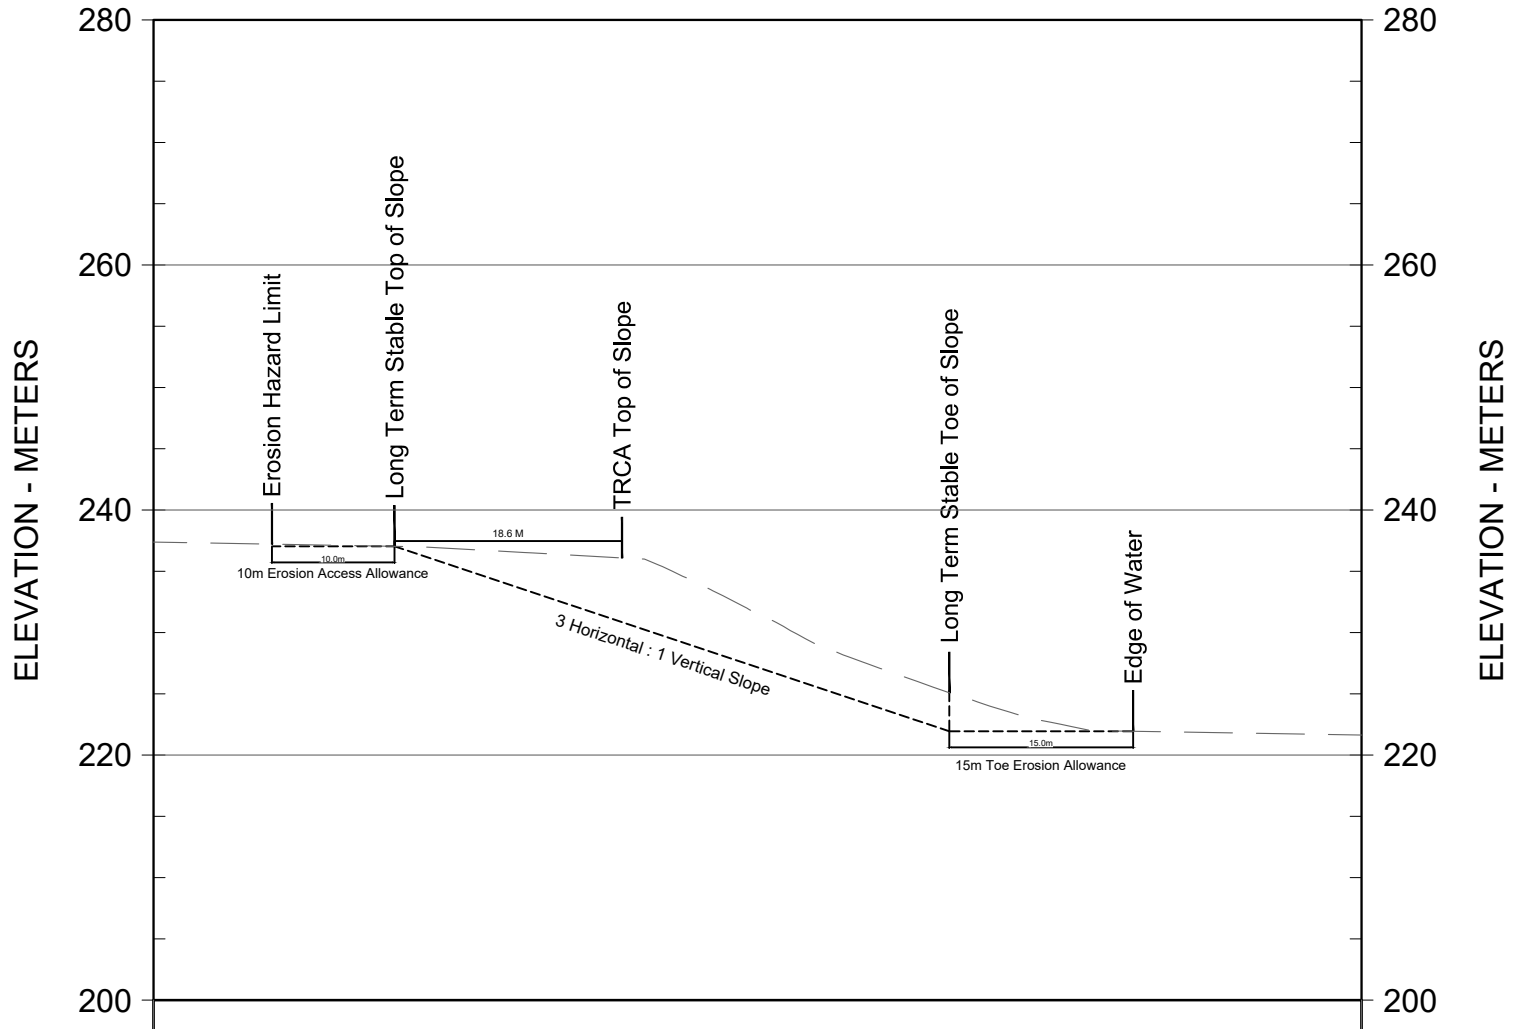 280
280
Long Term Stable Top of Slope
260
260
Erosion Hazard Limit
TRCA Top of Slope
Long Term Stable Toe of Slope
ELEVATION - METERS
ELEVATION - METERS
240
240
18.6 M
Edge of Water
10.0m
10m Erosion Access Allowance
3 Horizontal : 1 Vertical Slope
15.0m
220
220
15m Toe Erosion Allowance
200
200